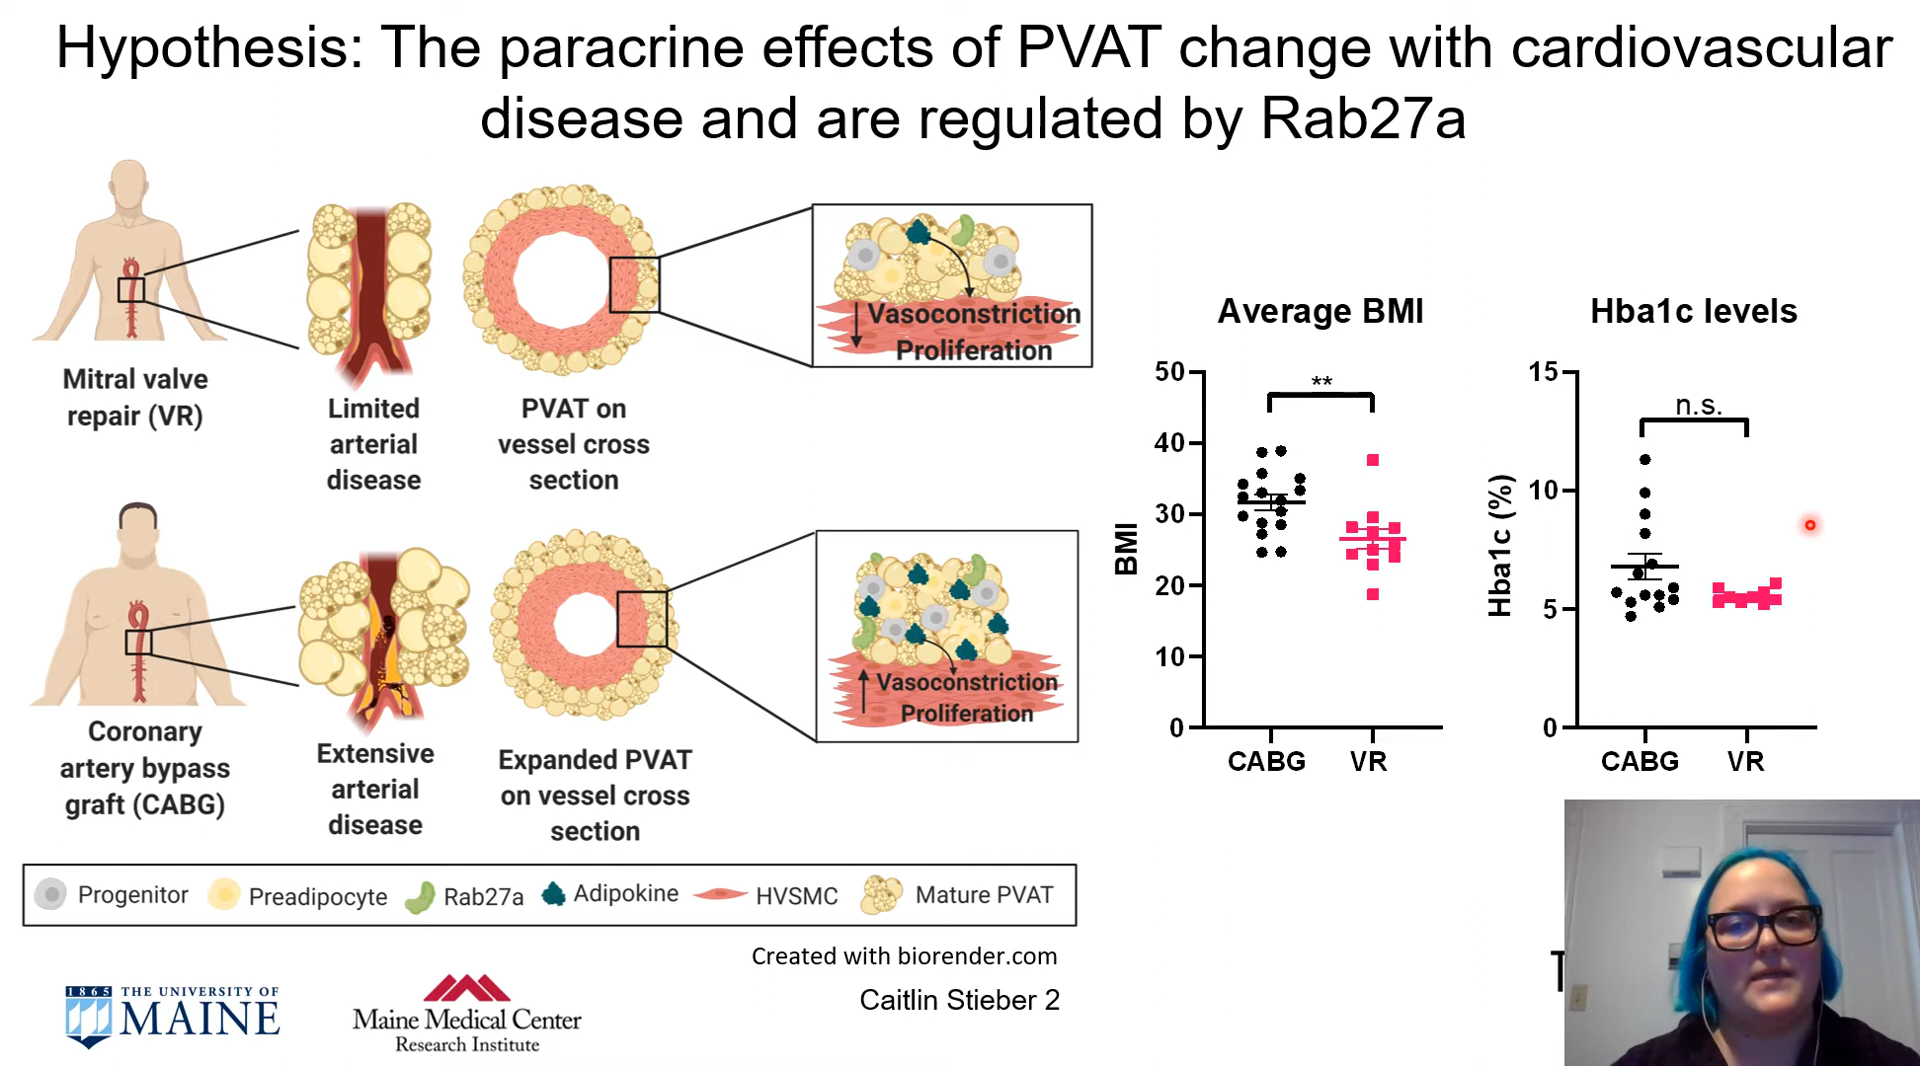 Hypothesis: The paracrine effects of PVAT change with cardiovascular
disease and are regulated by Rab27a
Mitral valve
repair (VR)
Limited
arterial
disease
PVAT on
vessel cross
section
Vasoconstriction
Proliferation
Coronary
artery bypass
graft (CABG)
Extensive
arterial
disease
Expanded PVAT
on vessel cross
section
Vasoconstriction
Proliferation
Progenitor
Preadipocyte
Rab27a
Adipokine
HVSMC
Mature PVAT
Average BMI
**
50
40
30
20
10
0
BMI
CABG
VR
Hba1c levels
n.s.
15
10
5
0
Hba1c (%)
CABG
VR
Created with biorender.com
Caitlin Stieber 2
1865 THE UNIVERSITY OF
MAINE
Maine Medical Center
Research Institute